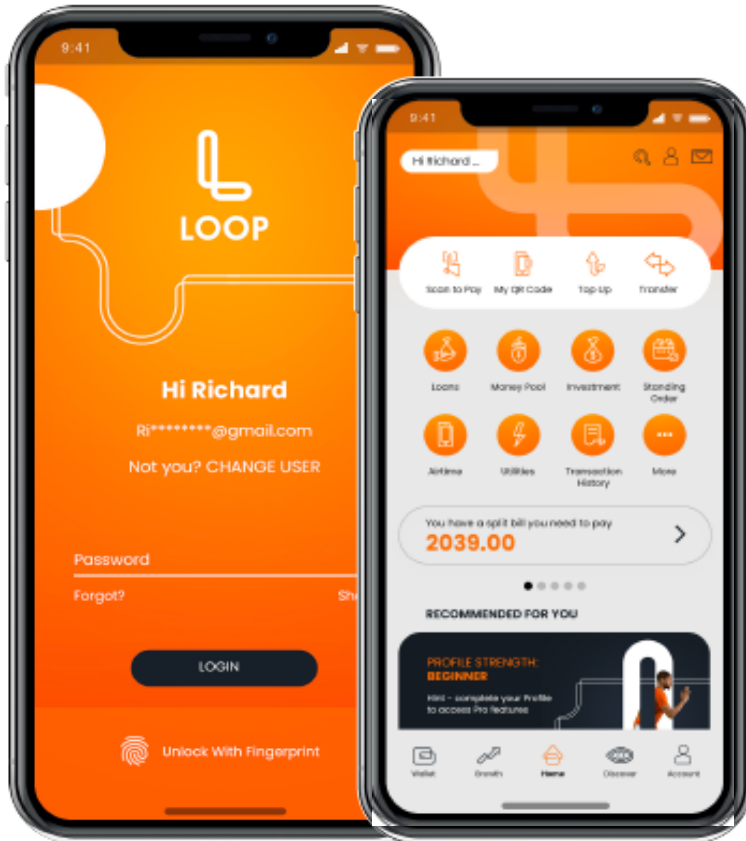 9:41
LOOP
Hi Richard
Ri********@gmail.com
Not you? CHANGE USER
Password
Forgot?
Sh
LOGIN
Unlock With Fingerprint
9:41
Hi Richard ...
Scan to Pay
My QR Code
Top Up
Transfer
Loans
Money Pool
Investment
Standing
Order
Airtime
Utilities
Transaction
History
More
You have a split bill you need to pay
2039.00
RECOMMENDED FOR YOU
PROFILE STRENGTH:
BEGINNER
Hint - complete your Profile
to access Pro features
Wallet
Growth
Home
Discover
Account